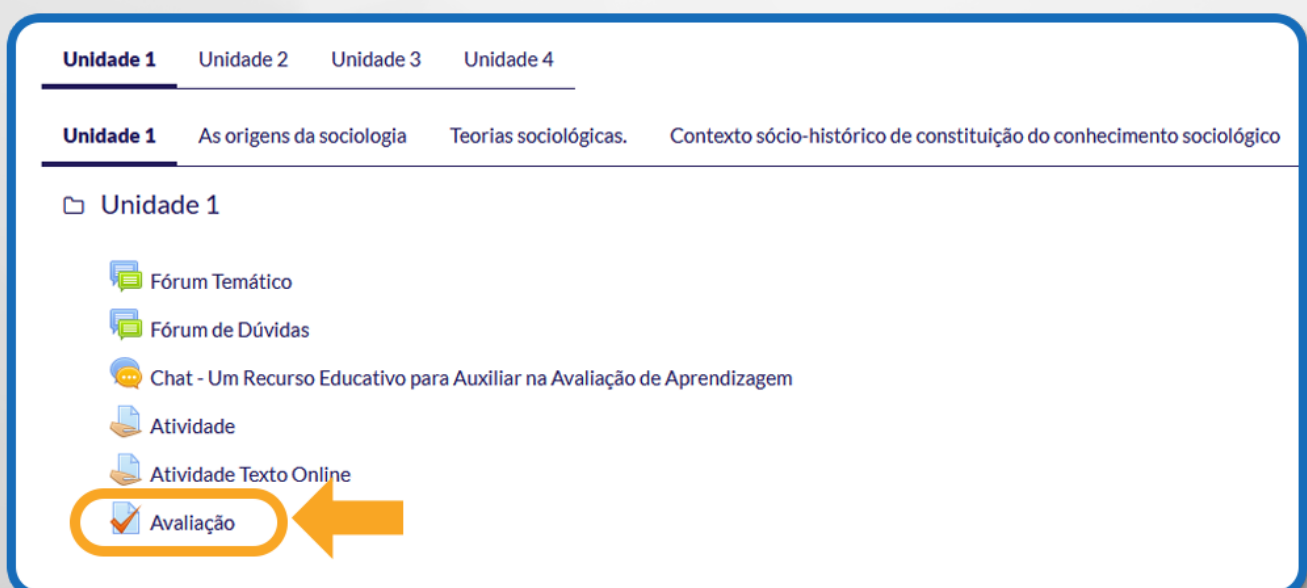 Unidade 1 Unidade 2 Unidade 3 Unidade 4
Unidade 1 As origens da sociologia Teorias sociológicas. Contexto sócio-histórico de constituição do conhecimento sociológico
Unidade 1
Fórum Temático
Fórum de Dúvidas
Chat - Um Recurso Educativo para Auxiliar na Avaliação de Aprendizagem
Atividade
Atividade Texto Online
Avaliação